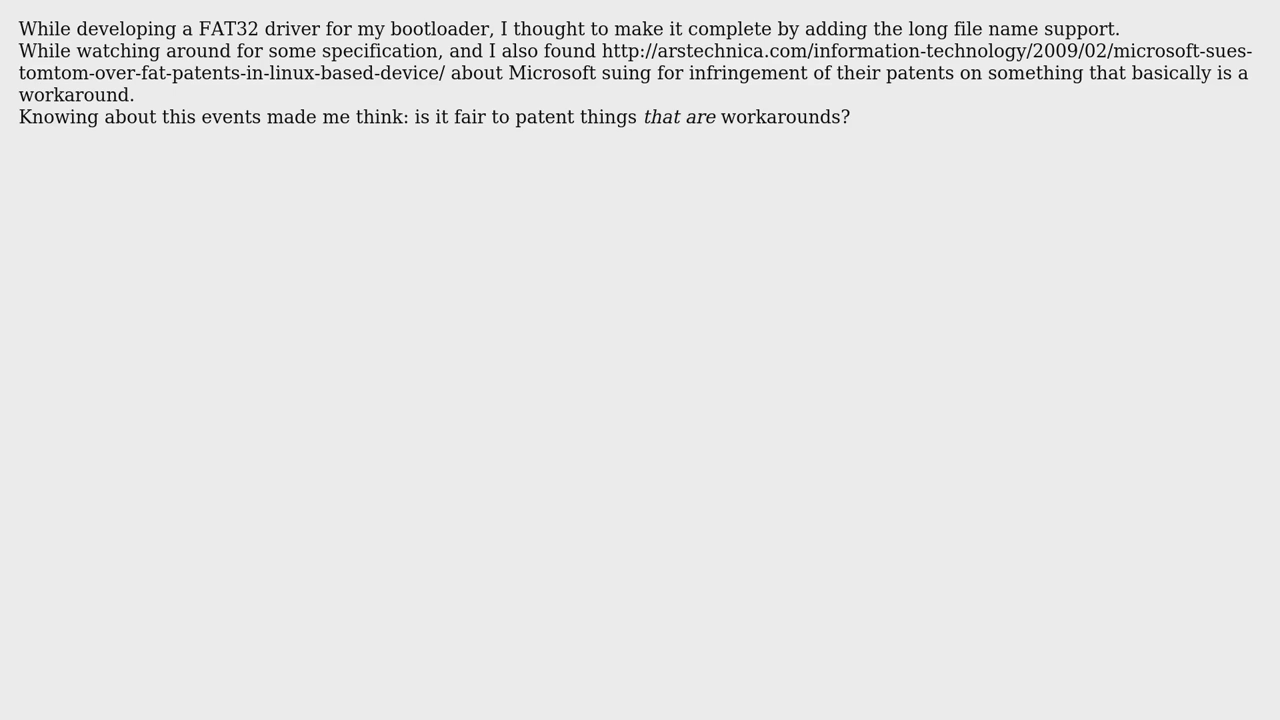 While developing a FAT32 driver for my bootloader, I thought to make it complete by adding the long file name support.
While watching around for some specification, and I also found http://arstechnica.com/information-technology/2009/02/microsoft-sues-
tomtom-over-fat-patents-in-linux-based-device/ about Microsoft suing for infringement of their patents on something that basically is a
workaround.
Knowing about this events made me think: is it fair to patent things that are workarounds?